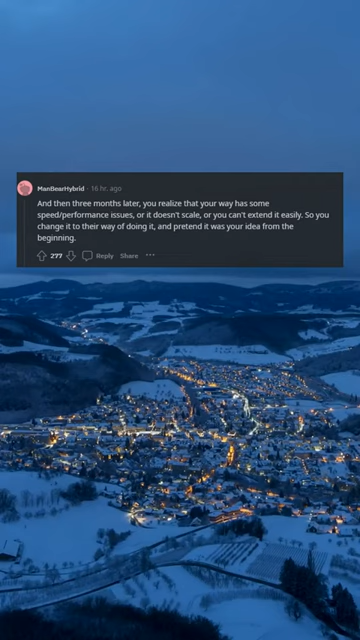 ManBearHybrid · 16 hr. ago
And then three months later, you realize that your way has some
speed/performance issues, or it doesn't scale, or you can't extend it easily. So you
change it to their way of doing it, and pretend it was your idea from the
beginning.
277 Reply Share ···